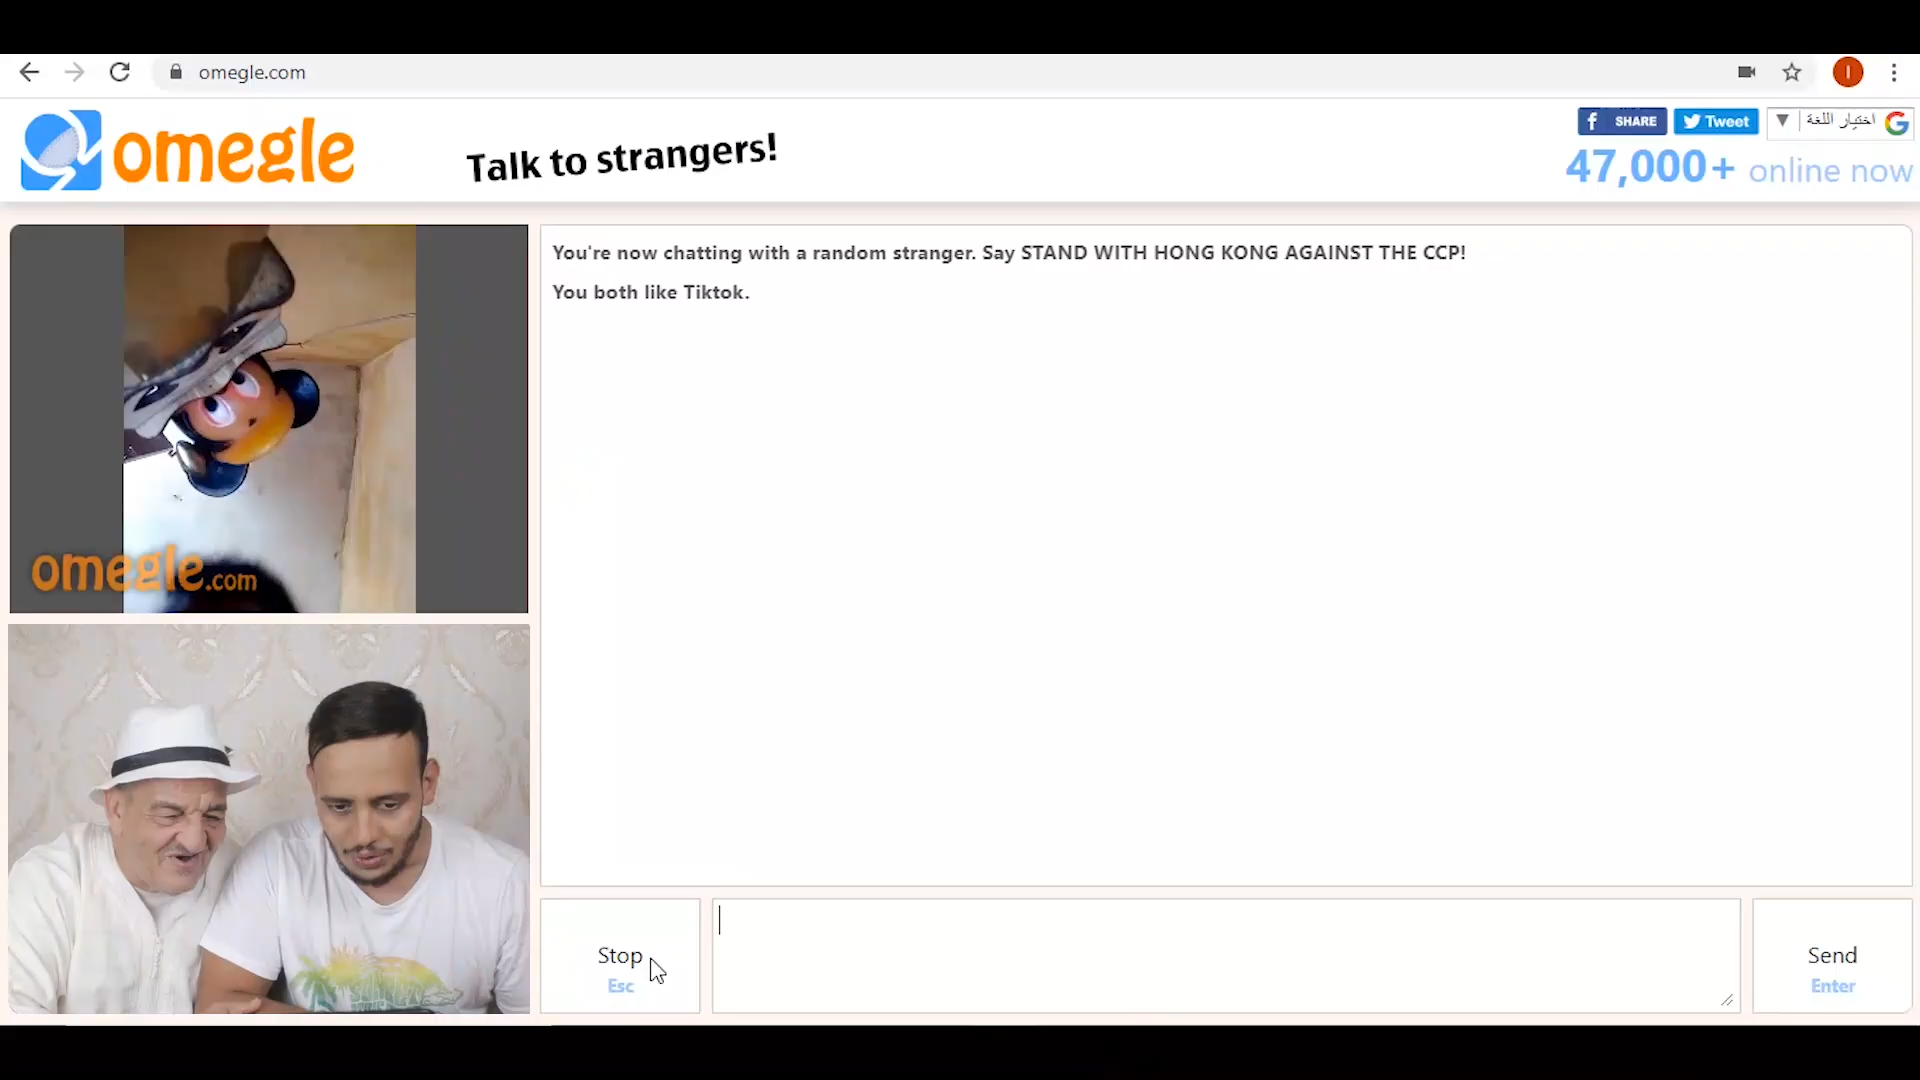 omegle.com
omegle
Talk to strangers!
SHARE
Tweet
اختيار اللغة
47,000+ online now
You're now chatting with a random stranger. Say STAND WITH HONG KONG AGAINST THE CCP!
You both like Tiktok.
omegle.com
Stop
Esc
Send
Enter